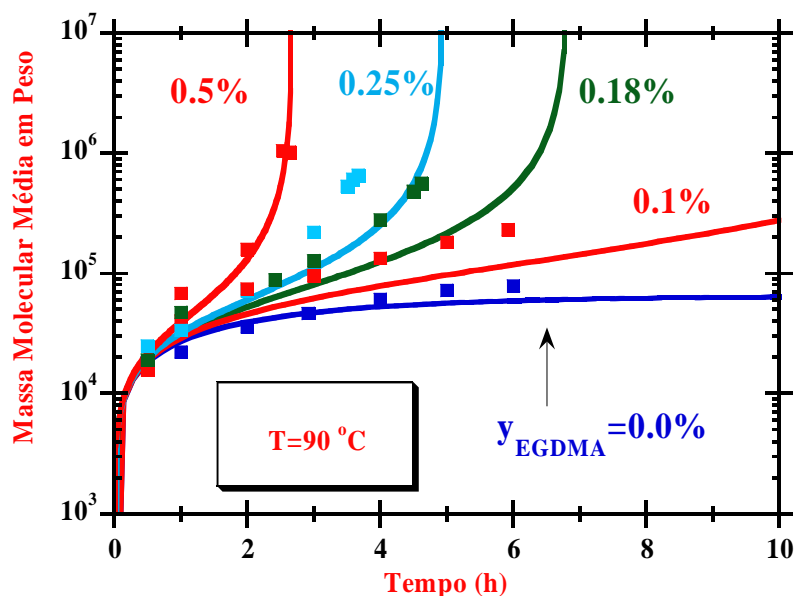 10^7
10^6
10^5
10^4
10^3
Massa Molecular Média em Peso
0.5%
0.25%
0.18%
0.1%
T=90 °C
y_EGDMA=0.0%
0 2 4 6 8 10
Tempo (h)